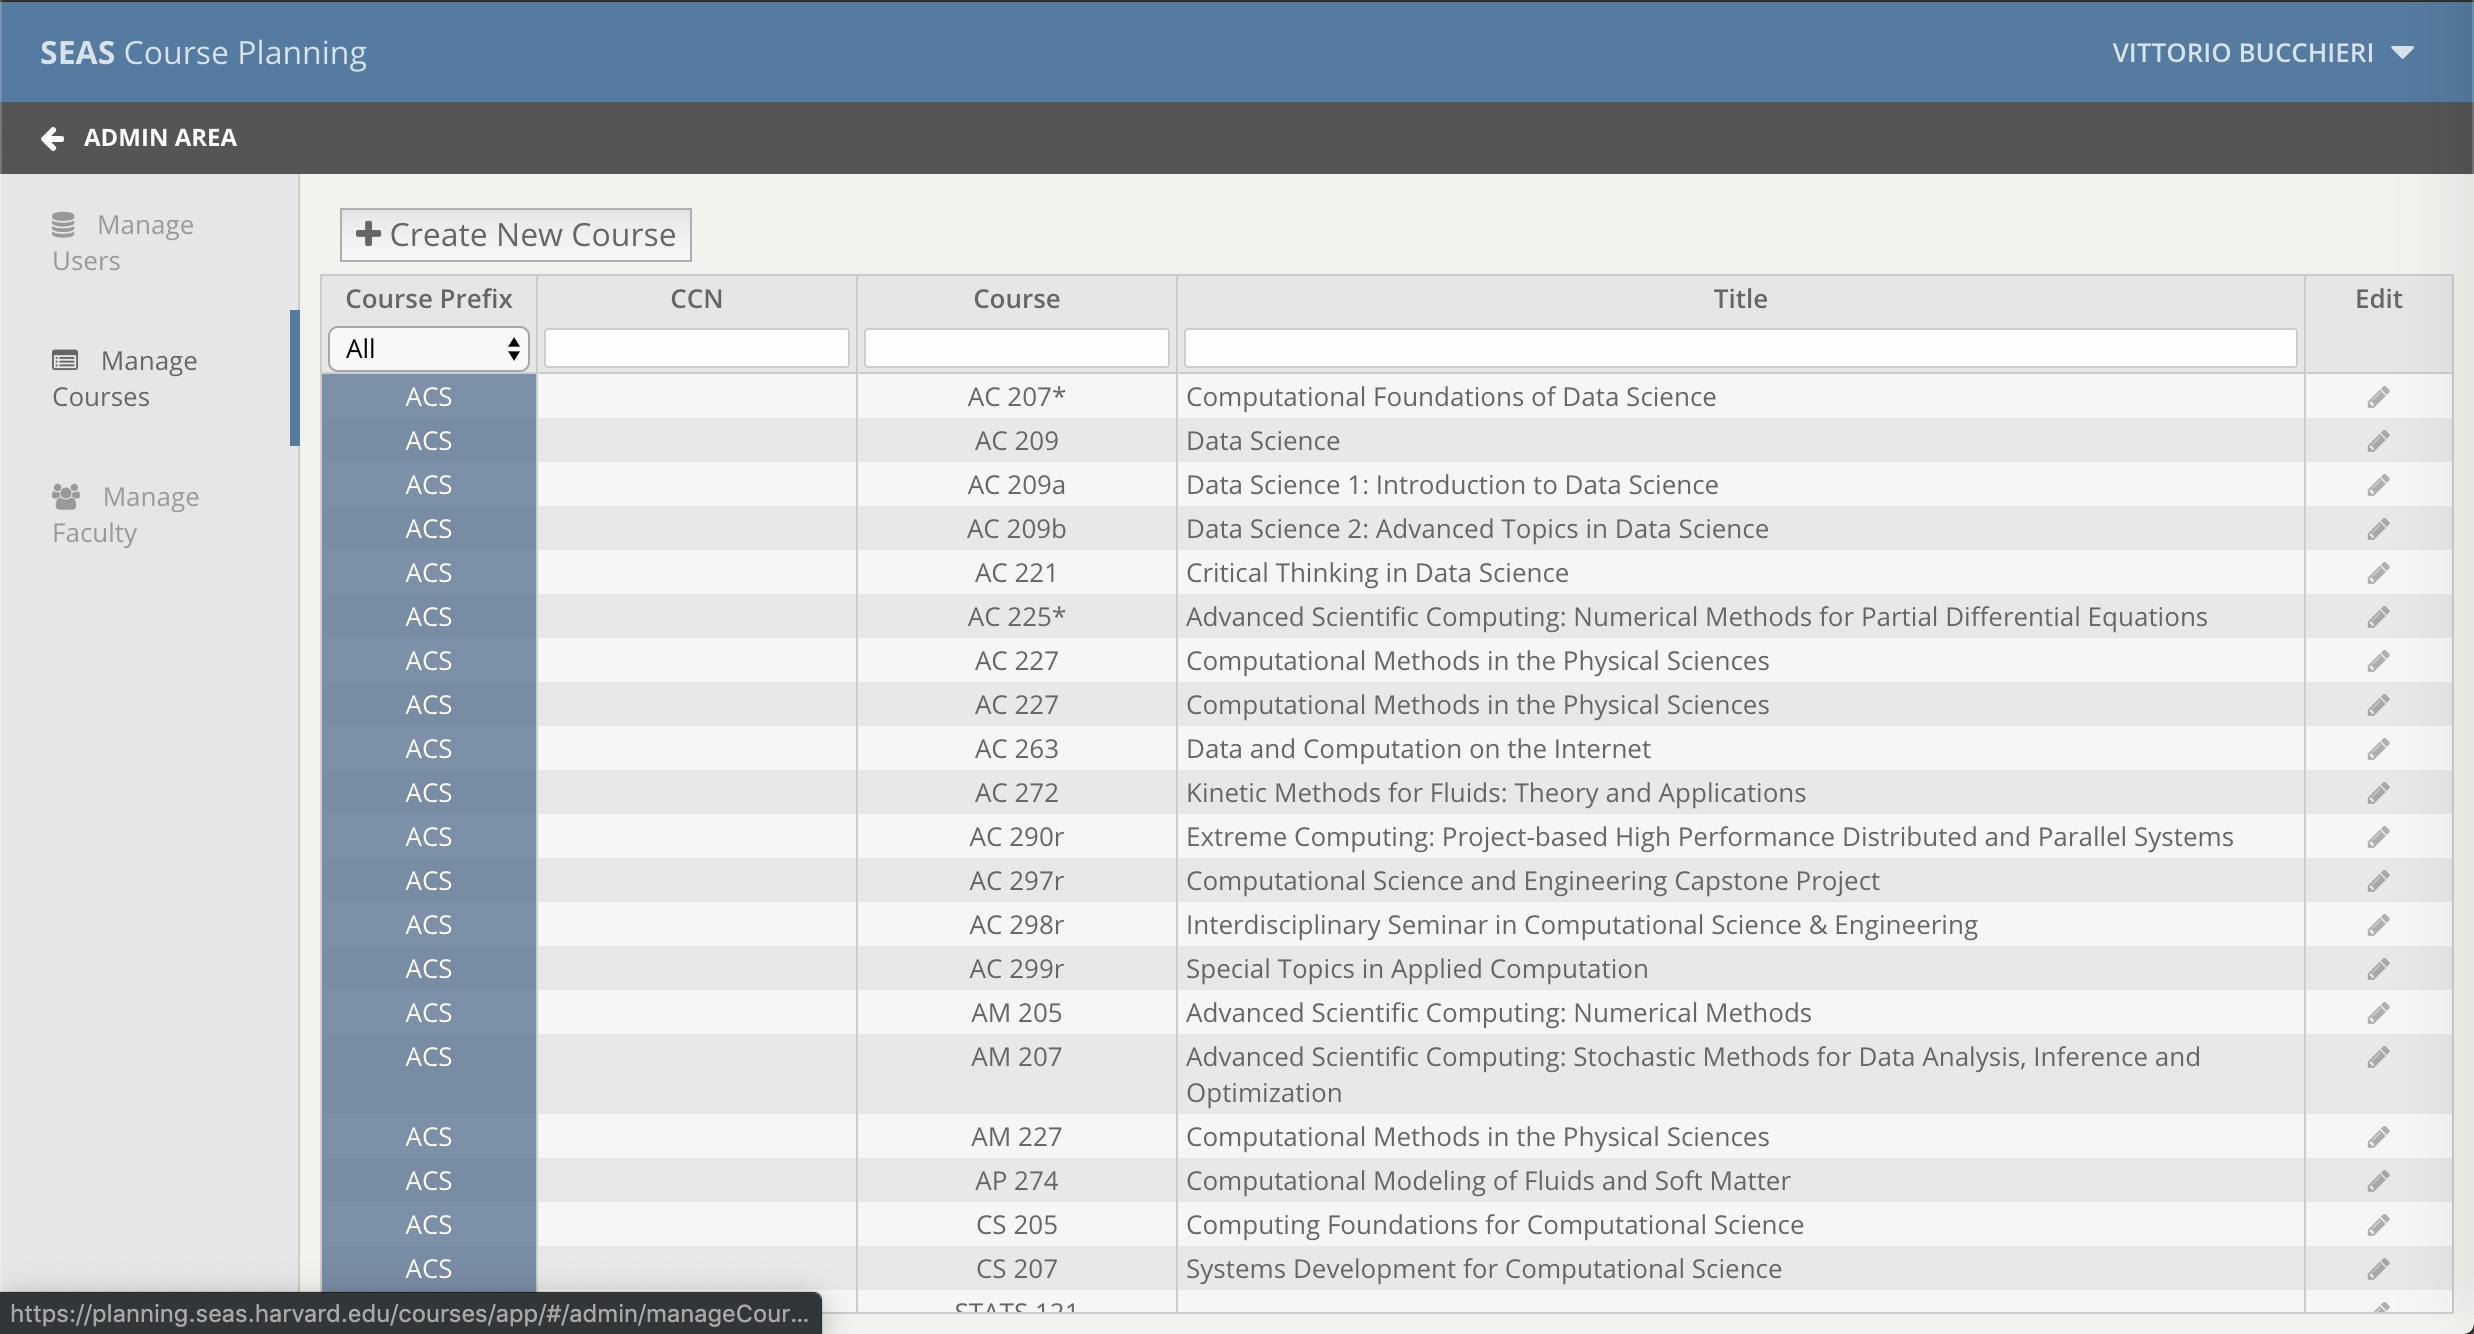 SEAS Course Planning
VITTORIO BUCCHIERI
ADMIN AREA
Manage
Users
Manage
Courses
Manage
Faculty
Create New Course
Course Prefix CCN Course Title Edit
All
ACS AC 207* Computational Foundations of Data Science
ACS AC 209 Data Science
ACS AC 209a Data Science 1: Introduction to Data Science
ACS AC 209b Data Science 2: Advanced Topics in Data Science
ACS AC 221 Critical Thinking in Data Science
ACS AC 225* Advanced Scientific Computing: Numerical Methods for Partial Differential Equations
ACS AC 227 Computational Methods in the Physical Sciences
ACS AC 227 Computational Methods in the Physical Sciences
ACS AC 263 Data and Computation on the Internet
ACS AC 272 Kinetic Methods for Fluids: Theory and Applications
ACS AC 290r Extreme Computing: Project-based High Performance Distributed and Parallel Systems
ACS AC 297r Computational Science and Engineering Capstone Project
ACS AC 298r Interdisciplinary Seminar in Computational Science & Engineering
ACS AC 299r Special Topics in Applied Computation
ACS AM 205 Advanced Scientific Computing: Numerical Methods
ACS AM 207 Advanced Scientific Computing: Stochastic Methods for Data Analysis, Inference and
Optimization
ACS AM 227 Computational Methods in the Physical Sciences
ACS AP 274 Computational Modeling of Fluids and Soft Matter
ACS CS 205 Computing Foundations for Computational Science
ACS CS 207 Systems Development for Computational Science
STATS 121
https://planning.seas.harvard.edu/courses/app/#/admin/manageCour...